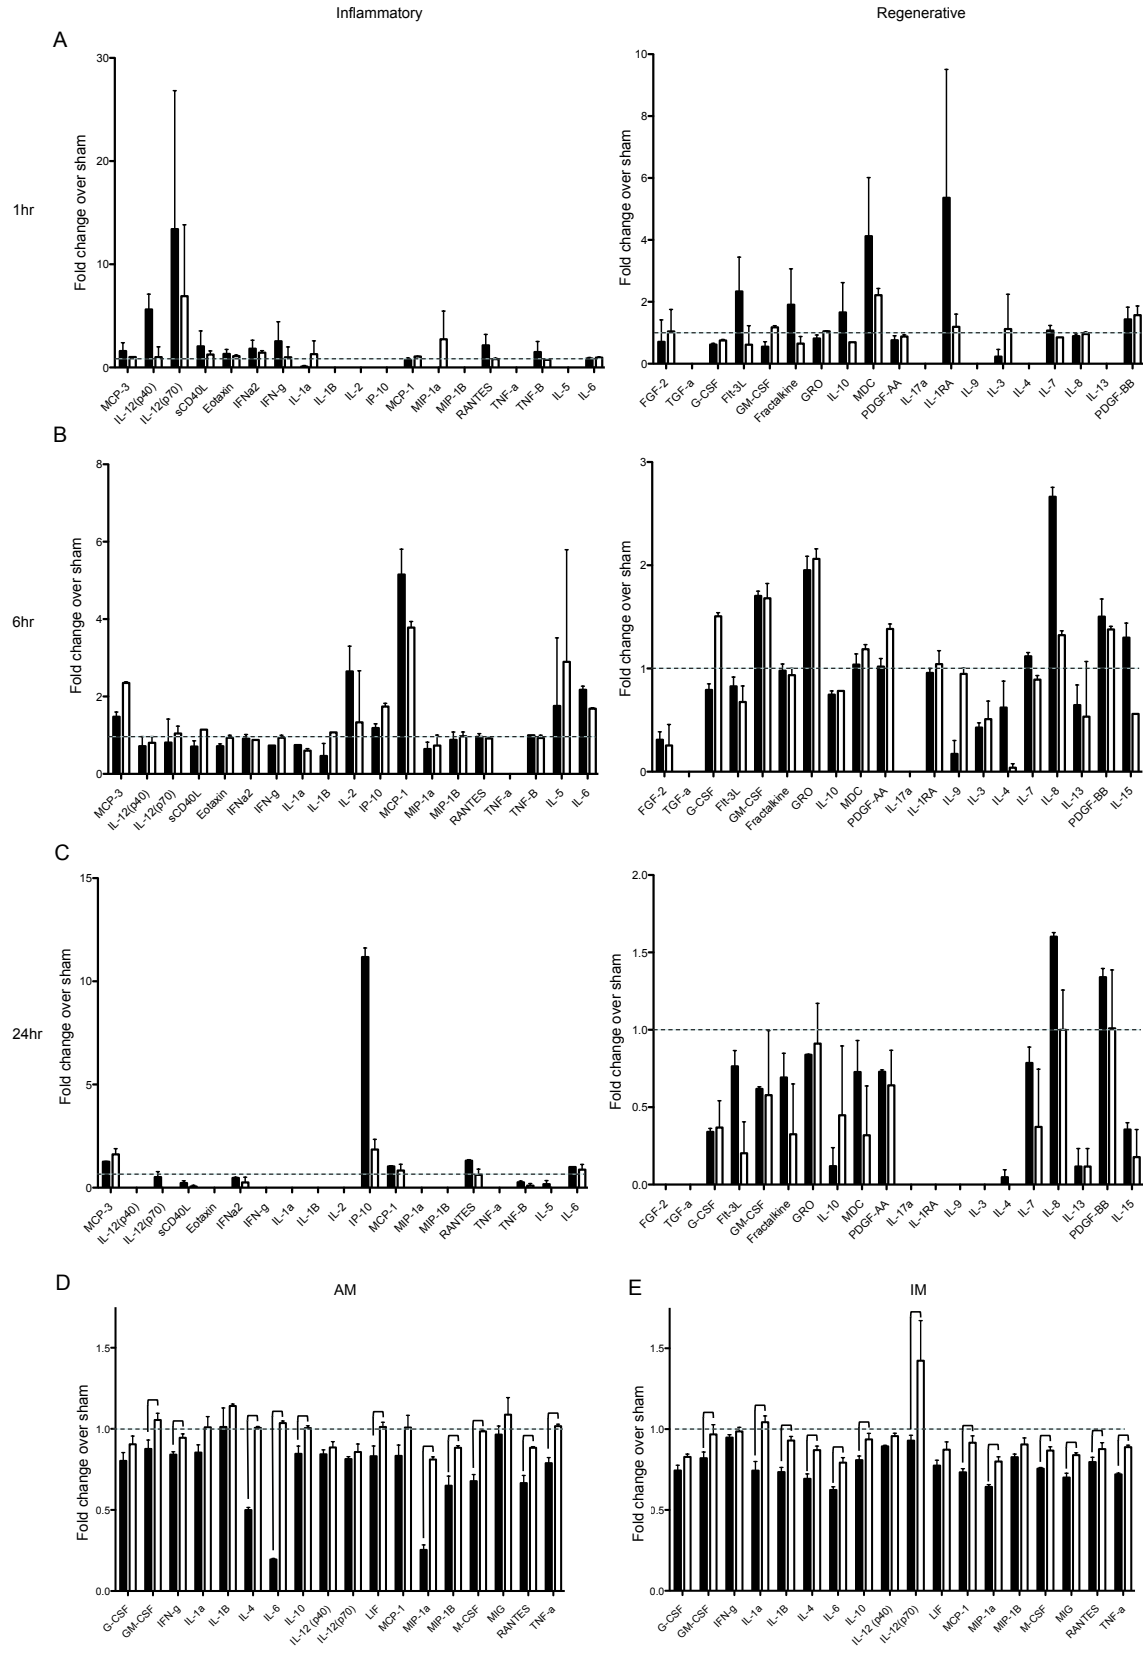 Inflammatory
Regenerative
A
1hr
Fold change over sham
30
20
10
0
MCP-3 IL-12(p40) IL-12(p70) sCD40L Eotaxin IFNa2 IFN-g IL-1a IL-1B IL-2 IP-10 MCP-1 MIP-1a MIP-1B RANTES TNF-a TNF-B IL-5 IL-6
Fold change over sham
10
8
6
4
2
0
FGF-2 TGF-a G-CSF Flt-3L GM-CSF Fractalkine GRO IL-10 MDC PDGF-AA IL-17a IL-1RA IL-9 IL-3 IL-4 IL-7 IL-8 IL-13 PDGF-BB
B
6hr
Fold change over sham
8
6
4
2
0
MCP-3 IL-12(p40) IL-12(p70) sCD40L Eotaxin IFNa2 IFN-g IL-1a IL-1B IL-2 IP-10 MCP-1 MIP-1a MIP-1B RANTES TNF-a TNF-B IL-5 IL-6
Fold change over sham
3
2
1
0
FGF-2 TGF-a G-CSF Flt-3L GM-CSF Fractalkine GRO IL-10 MDC PDGF-AA IL-17a IL-1RA IL-9 IL-3 IL-4 IL-7 IL-8 IL-13 PDGF-BB IL-15
C
24hr
Fold change over sham
15
10
5
0
MCP-3 IL-12(p40) IL-12(p70) sCD40L Eotaxin IFNa2 IFN-g IL-1a IL-1B IL-2 IP-10 MCP-1 MIP-1a MIP-1B RANTES TNF-a TNF-B IL-5 IL-6
Fold change over sham
2.0
1.5
1.0
0.5
0.0
FGF-2 TGF-a G-CSF Flt-3L GM-CSF Fractalkine GRO IL-10 MDC PDGF-AA IL-17a IL-1RA IL-9 IL-3 IL-4 IL-7 IL-8 IL-13 PDGF-BB IL-15
D
AM
Fold change over sham
1.5
1.0
0.5
0.0
G-CSF GM-CSF IFN-g IL-1a IL-1B IL-4 IL-6 IL-10 IL-12 (p40) IL-12(p70) LIF MCP-1 MIP-1a MIP-1B M-CSF MIG RANTES TNF-a
E
IM
Fold change over sham
1.5
1.0
0.5
0.0
G-CSF GM-CSF IFN-g IL-1a IL-1B IL-4 IL-6 IL-10 IL-12 (p40) IL-12(p70) LIF MCP-1 MIP-1a MIP-1B M-CSF MIG RANTES TNF-a